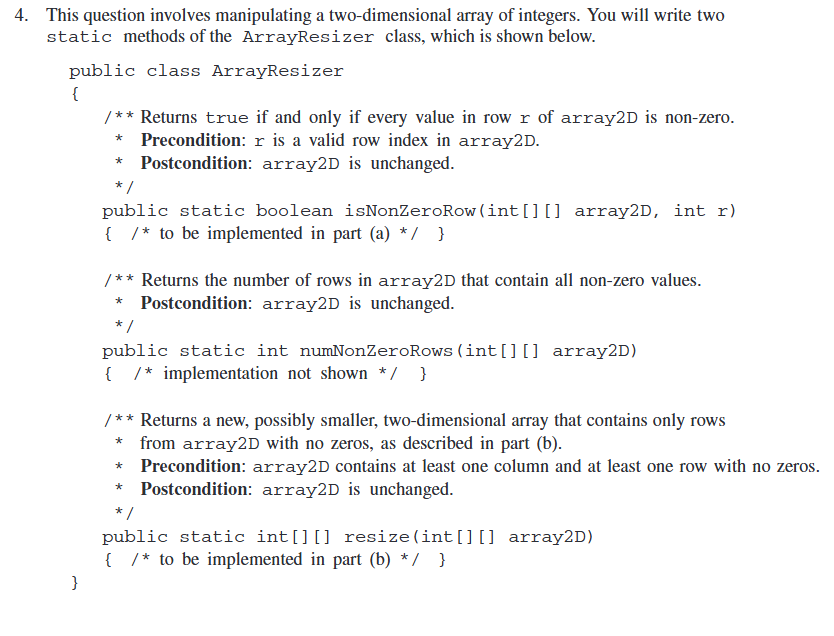 4. This question involves manipulating a two-dimensional array of integers. You will write two
static methods of the ArrayResizer class, which is shown below.
public class ArrayResizer
{
/** Returns true if and only if every value in row r of array2D is non-zero.
* Precondition: r is a valid row index in array2D.
* Postcondition: array2D is unchanged.
*/
public static boolean isNonZeroRow(int[][] array2D, int r)
{ /* to be implemented in part (a) */ }
/** Returns the number of rows in array2D that contain all non-zero values.
* Postcondition: array2D is unchanged.
*/
public static int numNonZeroRows(int[][] array2D)
{ /* implementation not shown */ }
/** Returns a new, possibly smaller, two-dimensional array that contains only rows
* from array2D with no zeros, as described in part (b).
* Precondition: array2D contains at least one column and at least one row with no zeros.
* Postcondition: array2D is unchanged.
*/
public static int[][] resize(int[][] array2D)
{ /* to be implemented in part (b) */ }
}